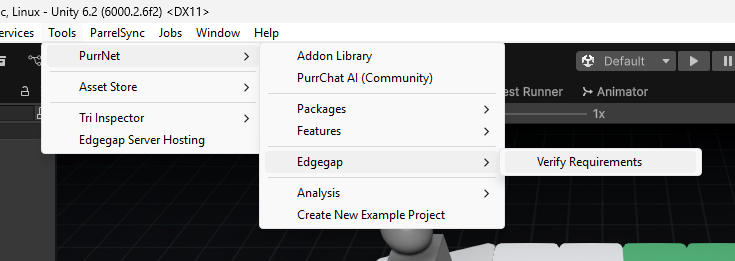 c, Linux - Unity 6.2 (6000.2.6f2) <DX11>
ervices Tools ParrelSync Jobs Window Help
PurrNet
Asset Store
Tri Inspector
Edgegap Server Hosting
Addon Library
PurrChat AI (Community)
Packages
Features
Edgegap
Analysis
Create New Example Project
Verify Requirements
Default
est Runner Animator
1x